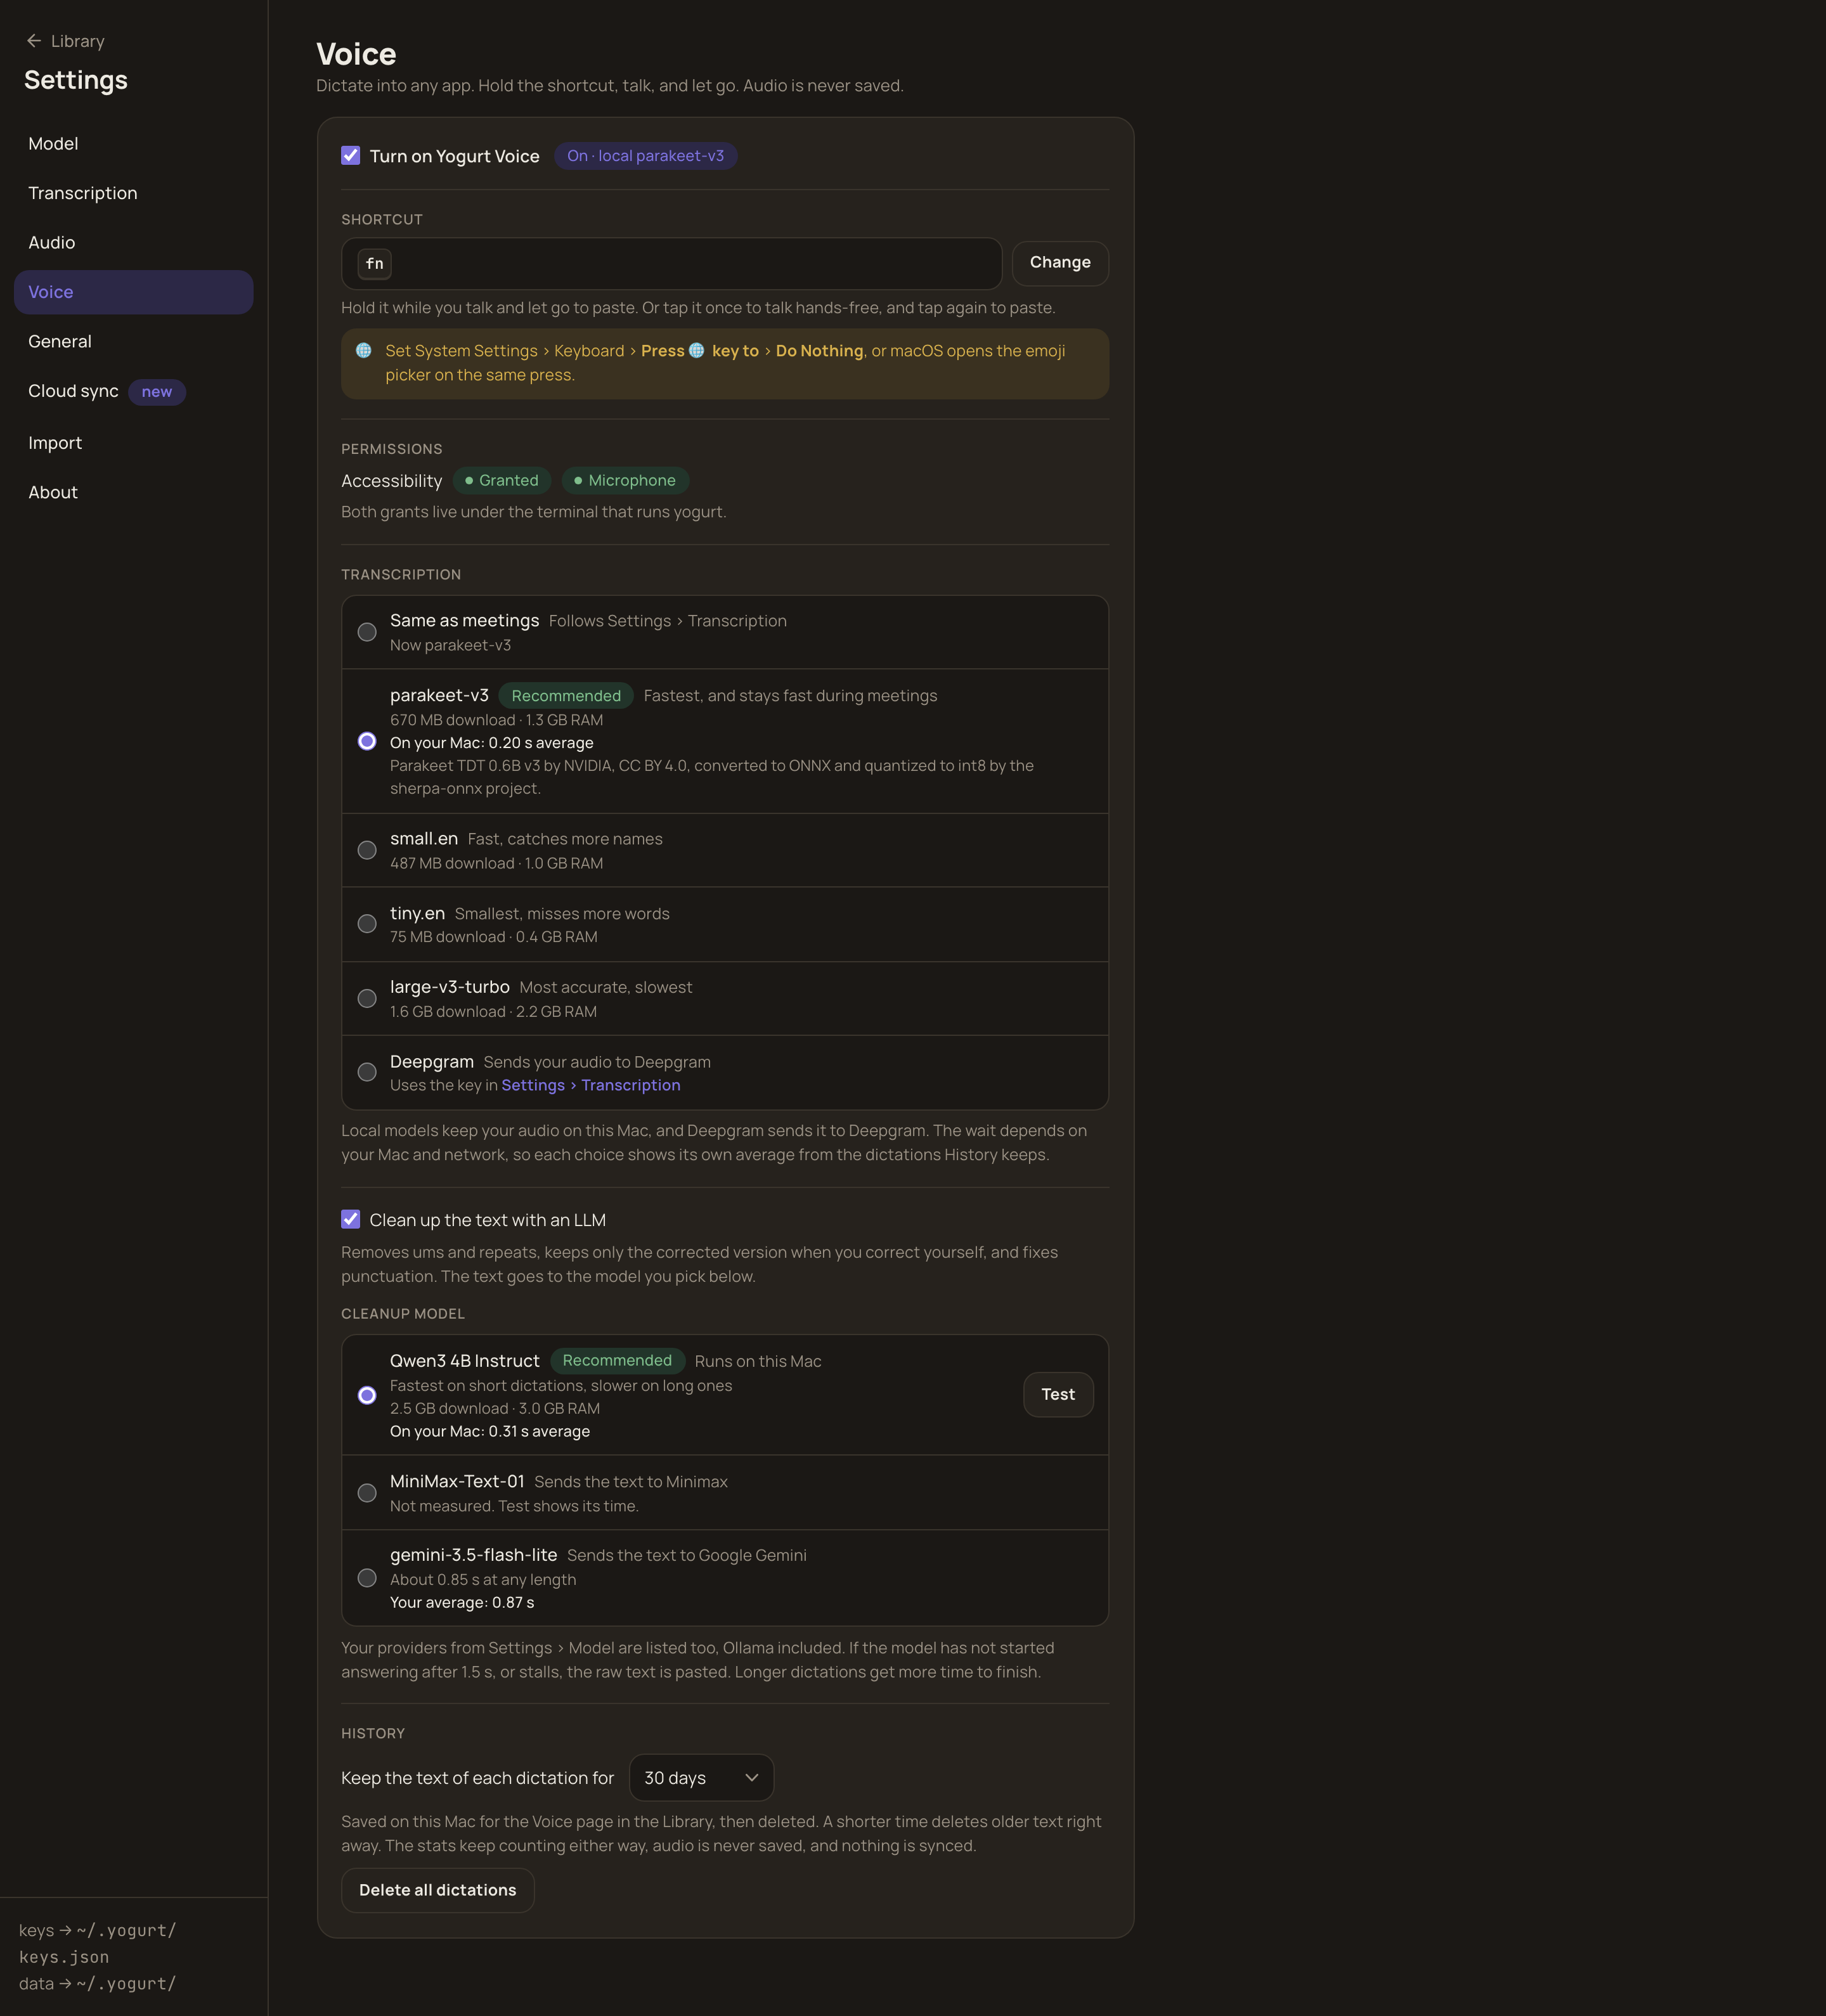 ← Library
Settings
Model
Transcription
Audio
Voice
General
Cloud sync new
Import
About
keys → ~/.yogurt/
keys.json
data → ~/.yogurt/
Voice
Dictate into any app. Hold the shortcut, talk, and let go. Audio is never saved.
Turn on Yogurt Voice On · local parakeet-v3
SHORTCUT
fn
Change
Hold it while you talk and let go to paste. Or tap it once to talk hands-free, and tap again to paste.
🌐 Set System Settings › Keyboard › Press 🌐 key to › Do Nothing, or macOS opens the emoji
picker on the same press.
PERMISSIONS
Accessibility • Granted • Microphone
Both grants live under the terminal that runs yogurt.
TRANSCRIPTION
Same as meetings Follows Settings › Transcription
Now parakeet-v3
parakeet-v3 Recommended Fastest, and stays fast during meetings
670 MB download · 1.3 GB RAM
On your Mac: 0.20 s average
Parakeet TDT 0.6B v3 by NVIDIA, CC BY 4.0, converted to ONNX and quantized to int8 by the
sherpa-onnx project.
small.en Fast, catches more names
487 MB download · 1.0 GB RAM
tiny.en Smallest, misses more words
75 MB download · 0.4 GB RAM
large-v3-turbo Most accurate, slowest
1.6 GB download · 2.2 GB RAM
Deepgram Sends your audio to Deepgram
Uses the key in Settings › Transcription
Local models keep your audio on this Mac, and Deepgram sends it to Deepgram. The wait depends on
your Mac and network, so each choice shows its own average from the dictations History keeps.
Clean up the text with an LLM
Removes ums and repeats, keeps only the corrected version when you correct yourself, and fixes
punctuation. The text goes to the model you pick below.
CLEANUP MODEL
Qwen3 4B Instruct Recommended Runs on this Mac
Fastest on short dictations, slower on long ones
2.5 GB download · 3.0 GB RAM
On your Mac: 0.31 s average
Test
MiniMax-Text-01 Sends the text to Minimax
Not measured. Test shows its time.
gemini-3.5-flash-lite Sends the text to Google Gemini
About 0.85 s at any length
Your average: 0.87 s
Your providers from Settings › Model are listed too, Ollama included. If the model has not started
answering after 1.5 s, or stalls, the raw text is pasted. Longer dictations get more time to finish.
HISTORY
Keep the text of each dictation for 30 days
Saved on this Mac for the Voice page in the Library, then deleted. A shorter time deletes older text right
away. The stats keep counting either way, audio is never saved, and nothing is synced.
Delete all dictations